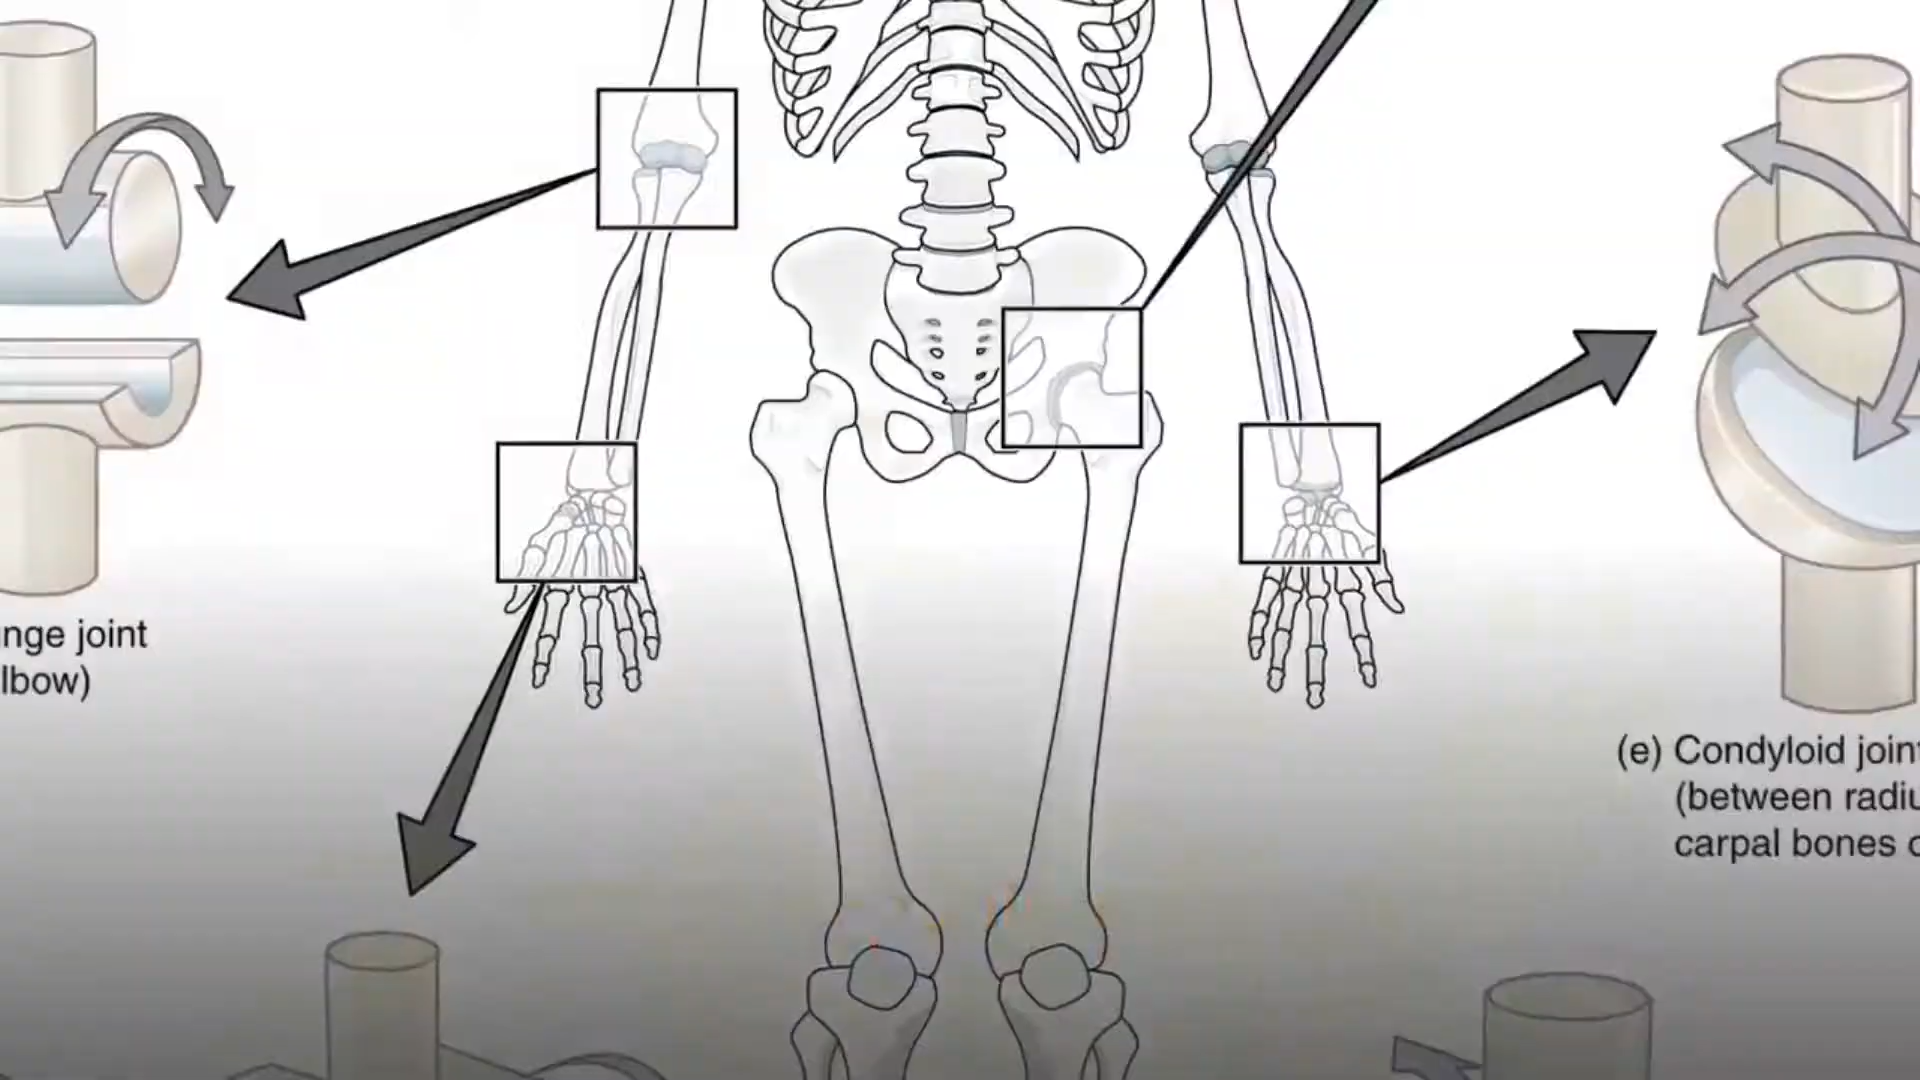 nge joint
lbow)
(e) Condyloid join
(between radiu
carpal bones